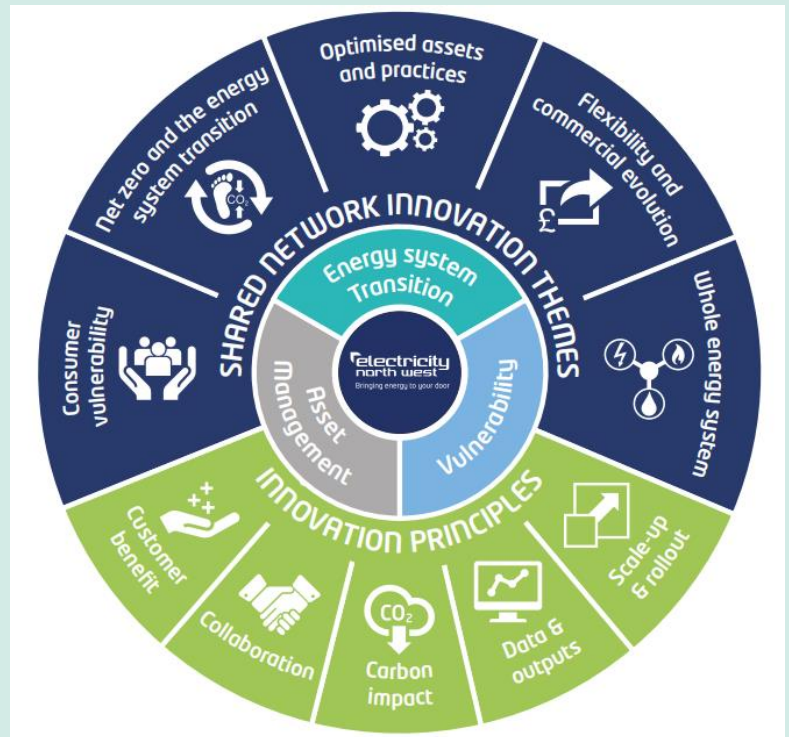 Optimised assets
and practices
Flexibility and
commercial evolution
£
Whole energy system
Net zero and the energy
system transition
CO₂
Consumer
vulnerability
SHARED NETWORK INNOVATION THEMES
Energy system
Transition
Asset
Management
Vulnerability
electricity
north west
Bringing energy to your door
INNOVATION PRINCIPLES
Customer
benefit
Collaboration
CO₂
Carbon
impact
Data &
outputs
Scale-up
& rollout